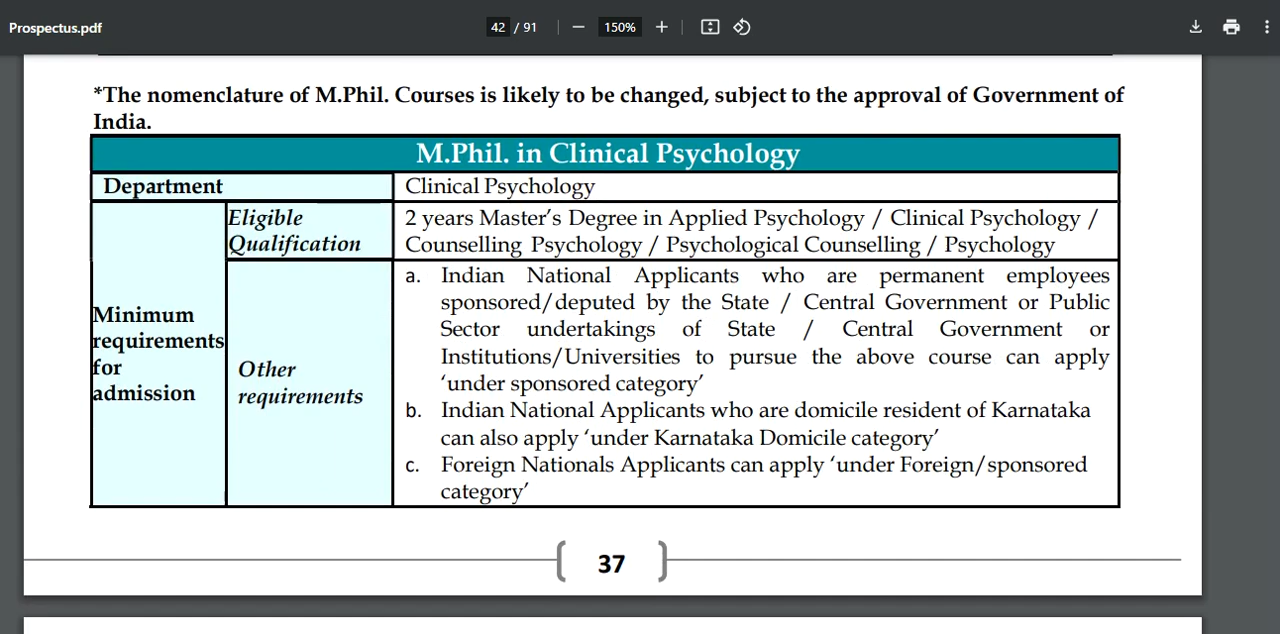 Prospectus.pdf
42 / 91
150%
*The nomenclature of M.Phil. Courses is likely to be changed, subject to the approval of Government of
India.
M.Phil. in Clinical Psychology
Department
Clinical Psychology
Minimum
requirements
for
admission
Eligible
Qualification
2 years Master’s Degree in Applied Psychology / Clinical Psychology /
Counselling Psychology / Psychological Counselling / Psychology
Other
requirements
a. Indian National Applicants who are permanent employees
sponsored/deputed by the State / Central Government or Public
Sector undertakings of State / Central Government or
Institutions/Universities to pursue the above course can apply
‘under sponsored category’
b. Indian National Applicants who are domicile resident of Karnataka
can also apply ‘under Karnataka Domicile category’
c. Foreign Nationals Applicants can apply ‘under Foreign/sponsored
category’
37